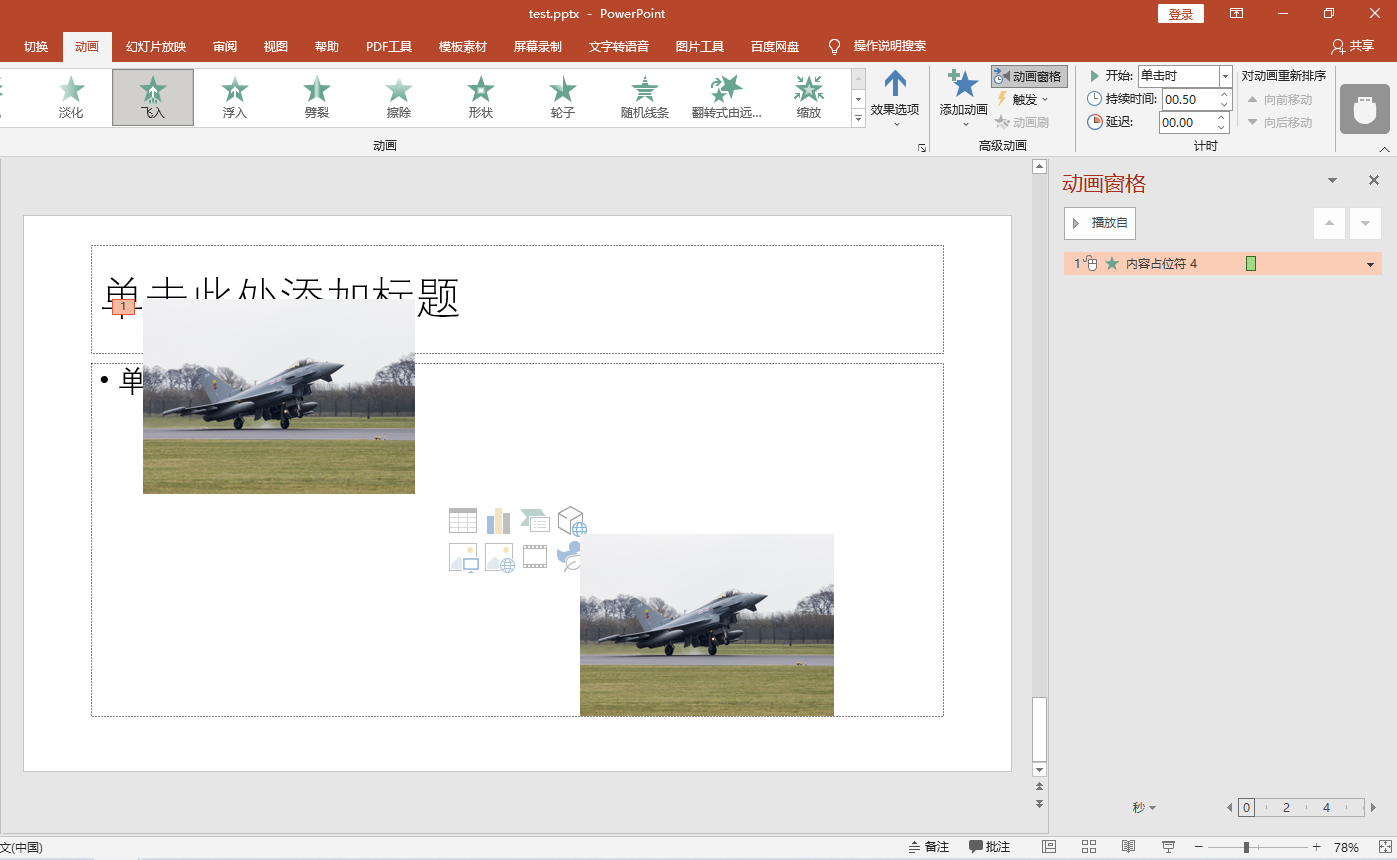 test.pptx - PowerPoint
登录
切换 动画 幻灯片放映 审阅 视图 帮助 PDF工具 模板素材 屏幕录制 文字转语音 图片工具 百度网盘 操作说明搜索 共享
淡化 飞入 浮入 劈裂 擦除 形状 轮子 随机线条 翻转式由远... 缩放
效果选项
添加动画
动画窗格
触发
动画刷
开始: 单击时
持续时间: 00.50
延迟: 00.00
对动画重新排序
向前移动
向后移动
动画
高级动画
计时
单击此处添加标题
1
• 单
动画窗格
播放自
1 内容占位符 4
秒
0 2 4
文(中国)
备注 批注
78%